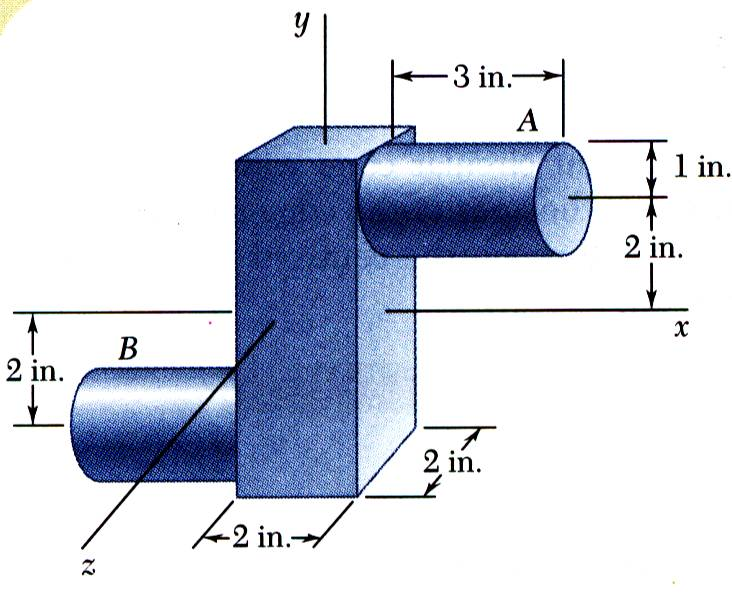 y
3 in.
A
1 in.
2 in.
x
B
2 in.
2 in.
2 in.
z